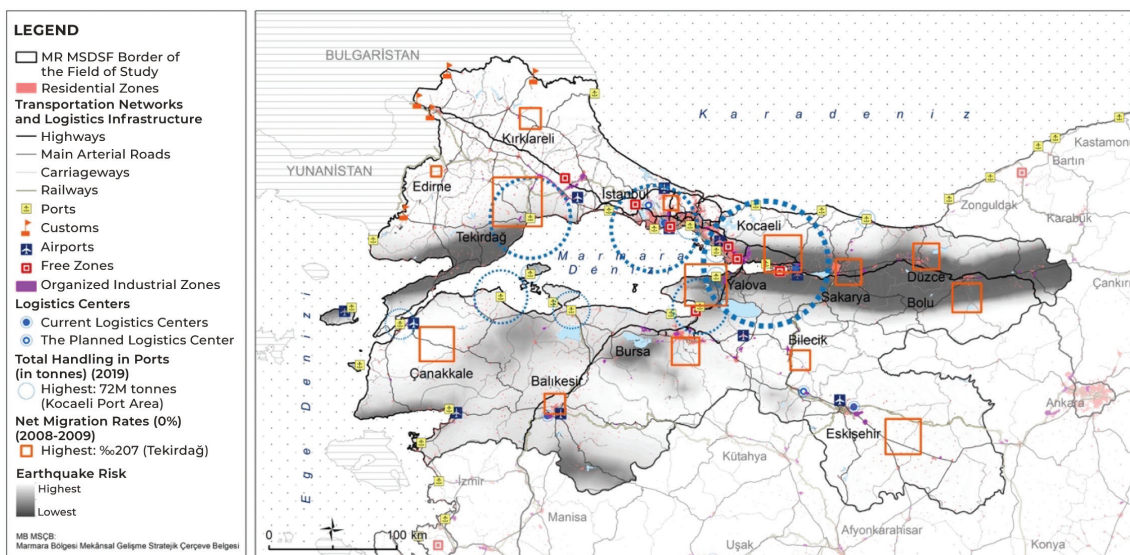 LEGEND
MR MSDSF Border of
the Field of Study
Residential Zones
Transportation Networks
and Logistics Infrastructure
Highways
Main Arterial Roads
Carriageways
Railways
Ports
Customs
Airports
Free Zones
Organized Industrial Zones
Logistics Centers
Current Logistics Centers
The Planned Logistics Center
Total Handling in Ports
(in tonnes) (2019)
Highest: 72M tonnes
(Kocaeli Port Area)
Net Migration Rates (0%)
(2008-2009)
Highest: ‰207 (Tekirdağ)
Earthquake Risk
Highest
Lowest
MB MSÇB:
Marmara Bölgesi Mekânsal Gelişme Stratejik Çerçeve Belgesi
BULGARİSTAN
Karadeniz
Kırklareli
Kastamonu
Bartın
YUNANİSTAN
Edirne
İstanbul
Zonguldak
Karabük
Kocaeli
Tekirdağ
Marmara
Denizi
Yalova
Sakarya
Düzce
Bolu
Çankırı
Ege Denizi
Bursa
Bilecik
Çanakkale
Balıkesir
Ankara
Eskişehir
Kütahya
İzmir
Manisa
Afyonkarahisar
Uşak
Konya
0
100 km